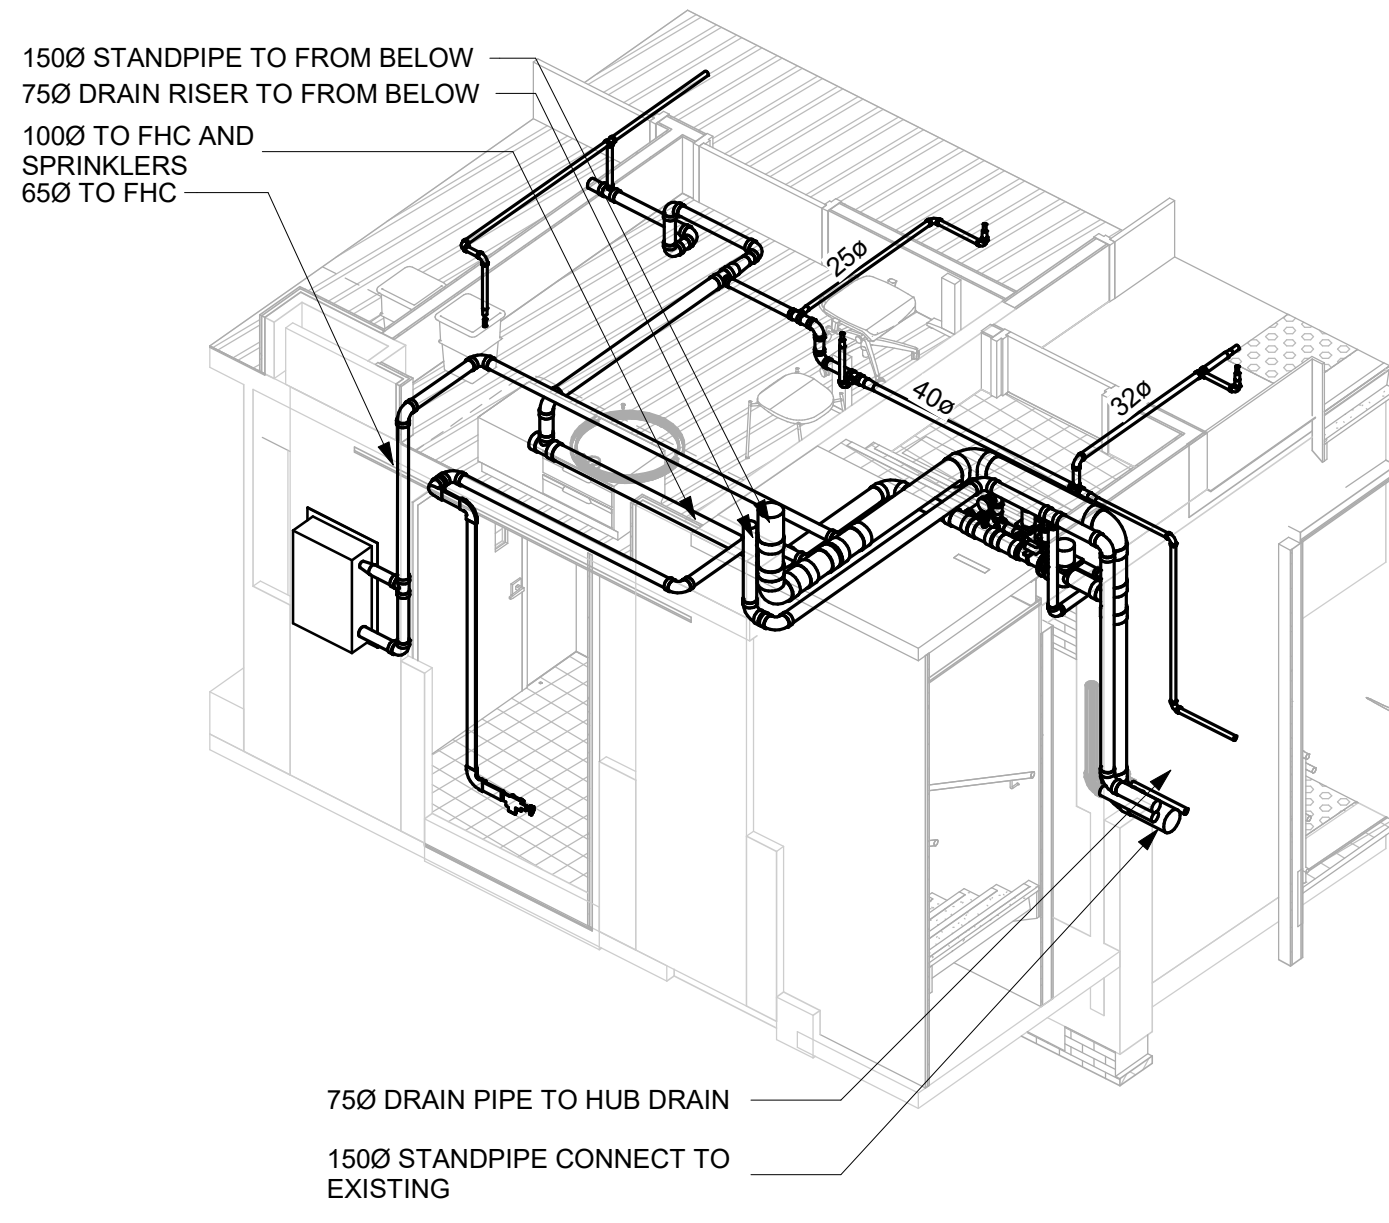 150Ø STANDPIPE TO FROM BELOW
75Ø DRAIN RISER TO FROM BELOW
100Ø TO FHC AND
SPRINKLERS
65Ø TO FHC
25ø
40ø
32ø
75Ø DRAIN PIPE TO HUB DRAIN
150Ø STANDPIPE CONNECT TO
EXISTING